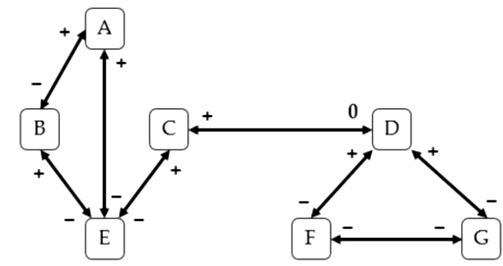 A
+ +
−
B C + 0 D
+ + + +
− − − − −
E F − − G